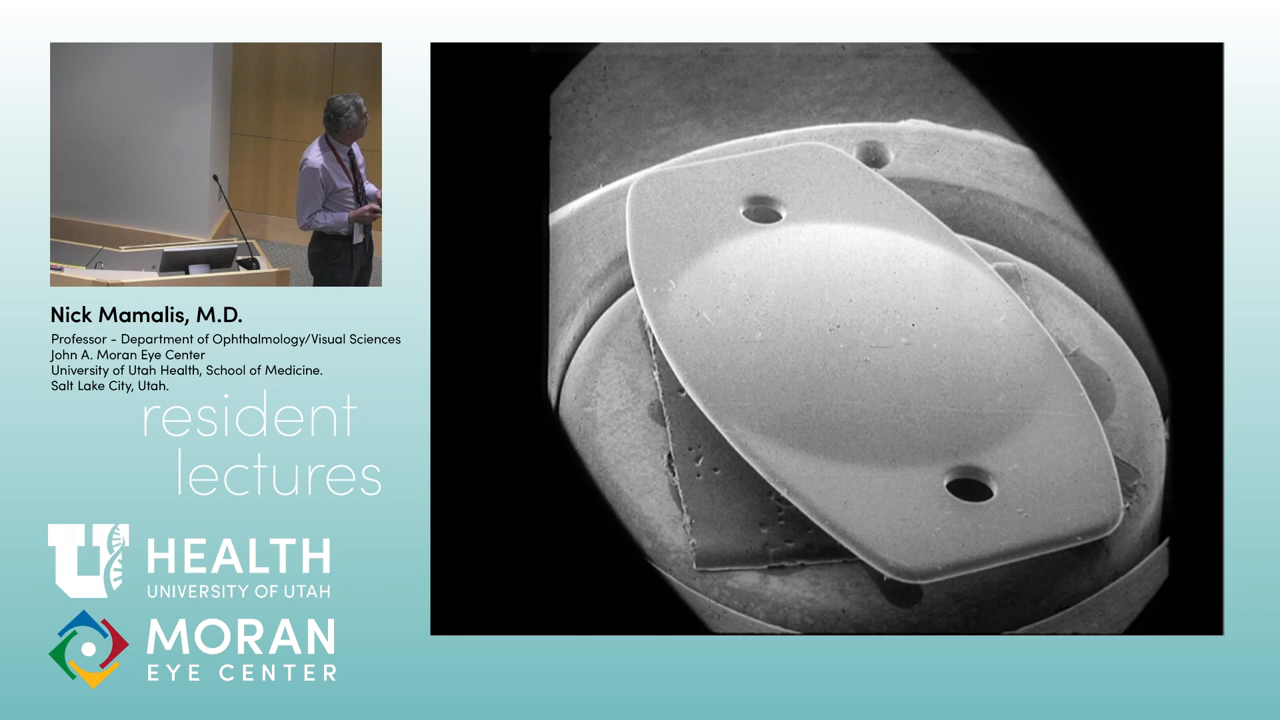 Nick Mamalis, M.D.
Professor - Department of Ophthalmology/Visual Sciences
John A. Moran Eye Center
University of Utah Health, School of Medicine.
Salt Lake City, Utah.
resident
lectures
U HEALTH
UNIVERSITY OF UTAH
MORAN
EYE CENTER